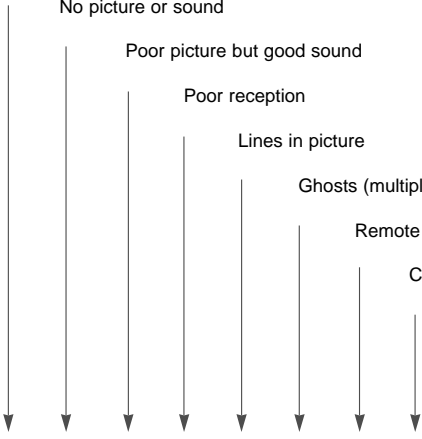 No picture or sound
Poor picture but good sound
Poor reception
Lines in picture
Ghosts (multipl
Remote
C